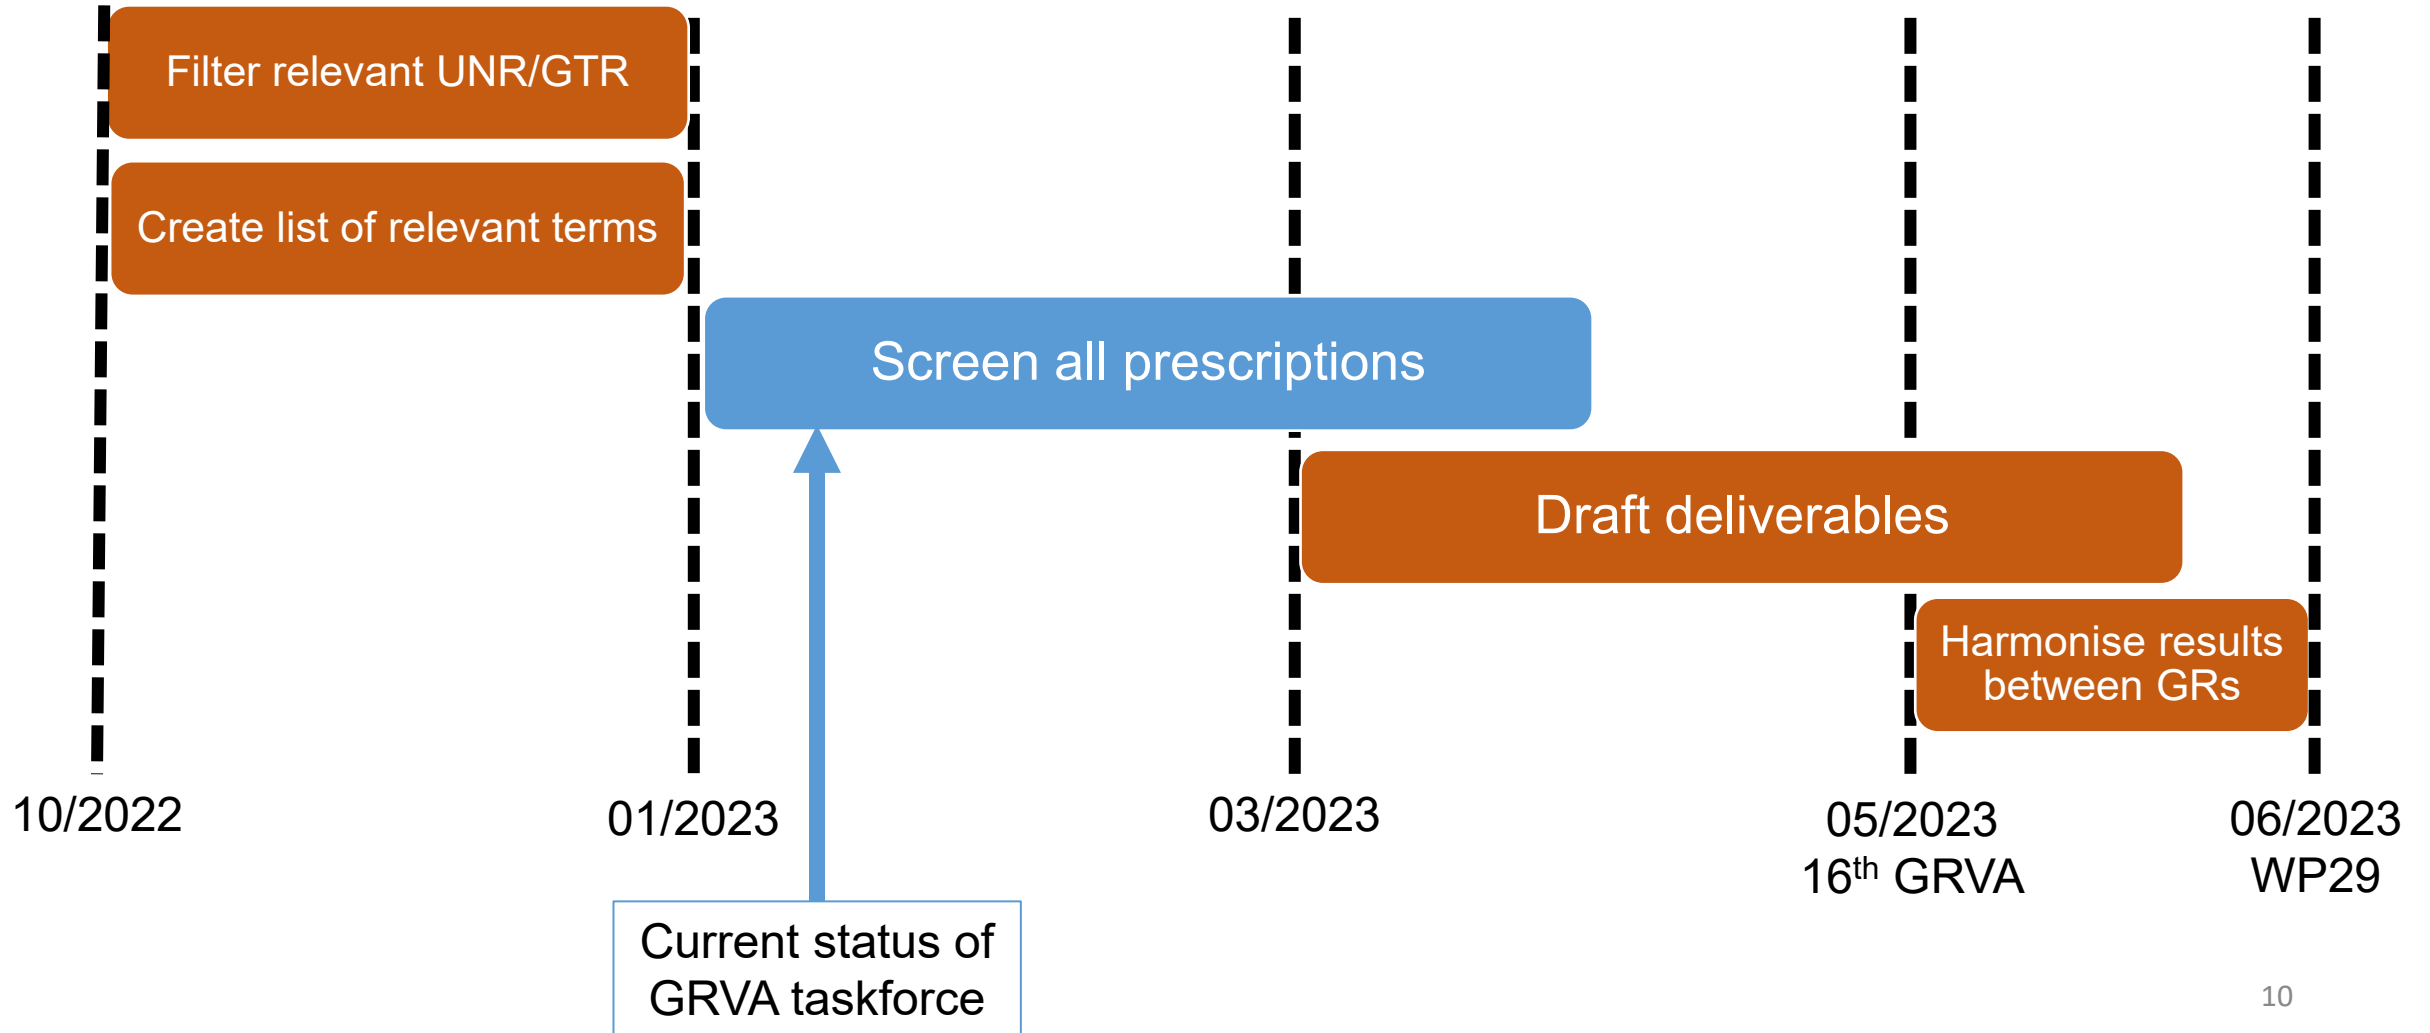 Filter relevant UNR/GTR
Create list of relevant terms
Screen all prescriptions
Draft deliverables
Harmonise results
between GRs
10/2022
01/2023
03/2023
05/2023
16th GRVA
06/2023
WP29
Current status of
GRVA taskforce
10